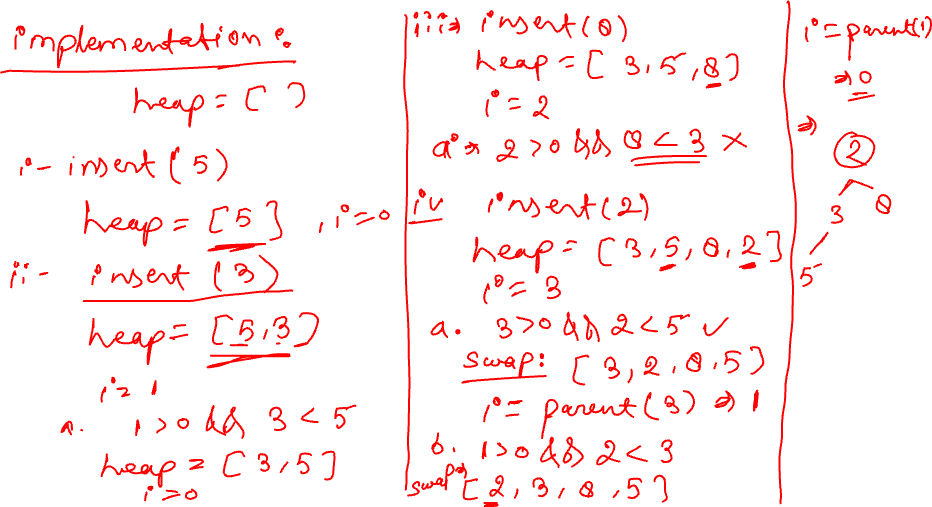 implementation :
heap = [ ]
i - insert (5)
heap = [5] , i=0
ii - insert (3)
heap = [5,3]
i = 1
a. 1>0 && 3<5
heap = [3,5]
i=0
iii → insert(8)
heap = [3,5,8]
i = 2
a → 2>0 && 8<3 ×
iv insert(2)
heap = [3,5,8,2]
i = 3
a. 3>0 && 2<5 ✓
swap: [3,2,8,5]
i = parent(3) ⇒ 1
b. 1>0 && 2<3
swap → [2,3,8,5]
i = parent(1)
⇒ 0
⇒ 2
3 8
5